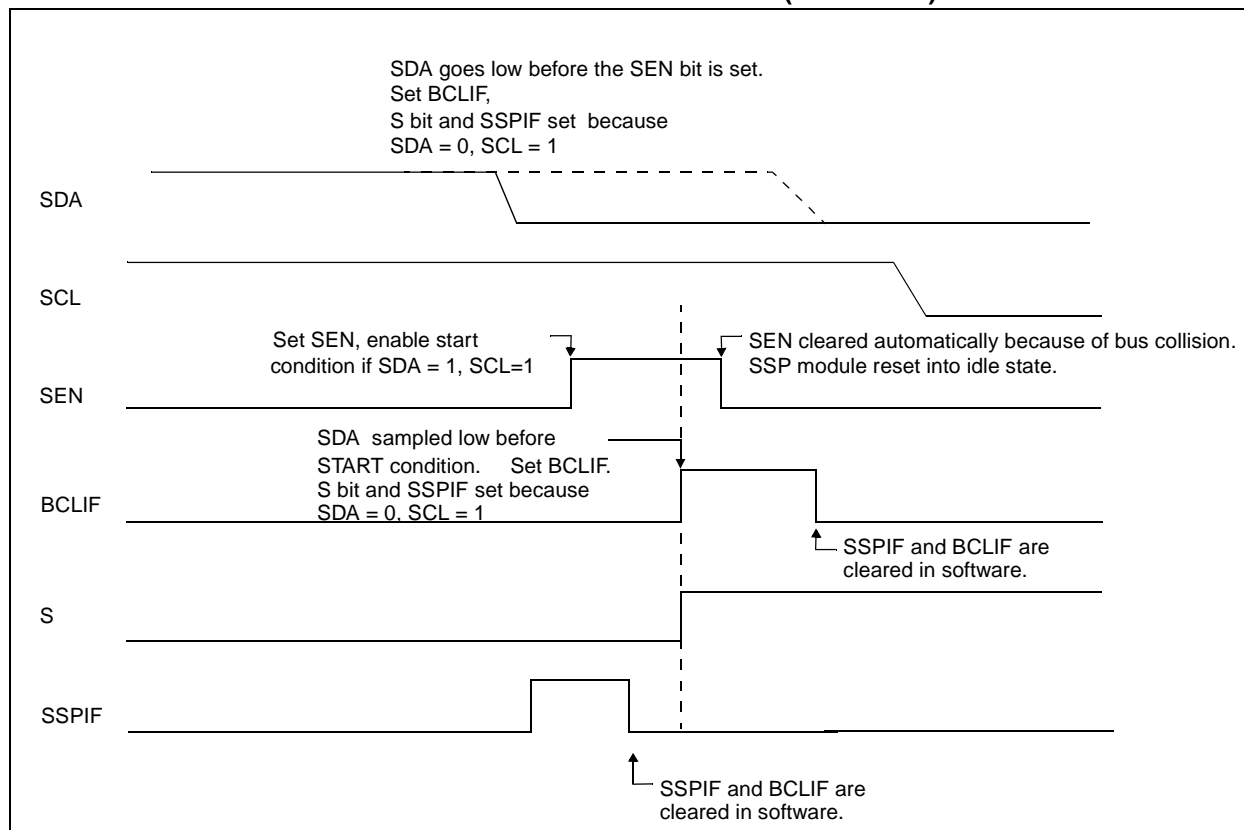 SDA goes low before the SEN bit is set.
Set BCLIF,
S bit and SSPIF set because
SDA = 0, SCL = 1
SDA
SCL
Set SEN, enable start
condition if SDA = 1, SCL=1
SEN cleared automatically because of bus collision.
SSP module reset into idle state.
SEN
SDA sampled low before
START condition. Set BCLIF.
S bit and SSPIF set because
SDA = 0, SCL = 1
BCLIF
SSPIF and BCLIF are
cleared in software.
S
SSPIF
SSPIF and BCLIF are
cleared in software.